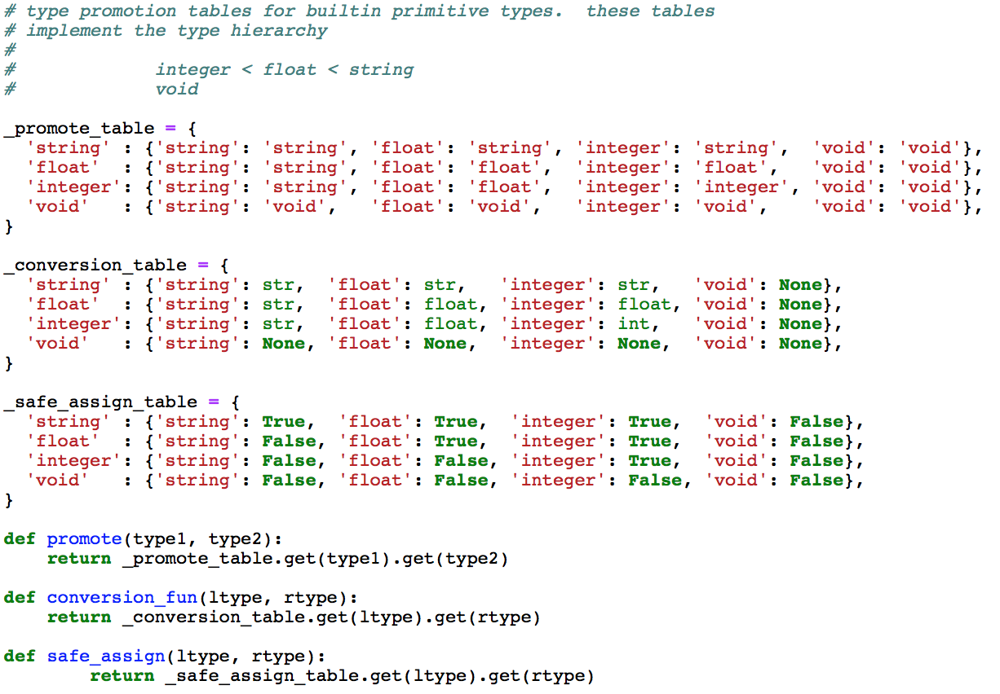 # type promotion tables for builtin primitive types.  these tables
# implement the type hierarchy
#
#             integer < float < string
#             void

_promote_table = {
  'string' : {'string': 'string', 'float': 'string', 'integer': 'string',  'void': 'void'},
  'float'  : {'string': 'string', 'float': 'float',  'integer': 'float',   'void': 'void'},
  'integer': {'string': 'string', 'float': 'float',  'integer': 'integer', 'void': 'void'},
  'void'   : {'string': 'void',   'float': 'void',   'integer': 'void',    'void': 'void'},
}

_conversion_table = {
  'string' : {'string': str,  'float': str,   'integer': str,   'void': None},
  'float'  : {'string': str,  'float': float, 'integer': float, 'void': None},
  'integer': {'string': str,  'float': float, 'integer': int,   'void': None},
  'void'   : {'string': None, 'float': None,  'integer': None,  'void': None},
}

_safe_assign_table = {
  'string' : {'string': True,  'float': True,  'integer': True,  'void': False},
  'float'  : {'string': False, 'float': True,  'integer': True,  'void': False},
  'integer': {'string': False, 'float': False, 'integer': True,  'void': False},
  'void'   : {'string': False, 'float': False, 'integer': False, 'void': False},
}

def promote(type1, type2):
    return _promote_table.get(type1).get(type2)

def conversion_fun(ltype, rtype):
    return _conversion_table.get(ltype).get(rtype)

def safe_assign(ltype, rtype):
        return _safe_assign_table.get(ltype).get(rtype)